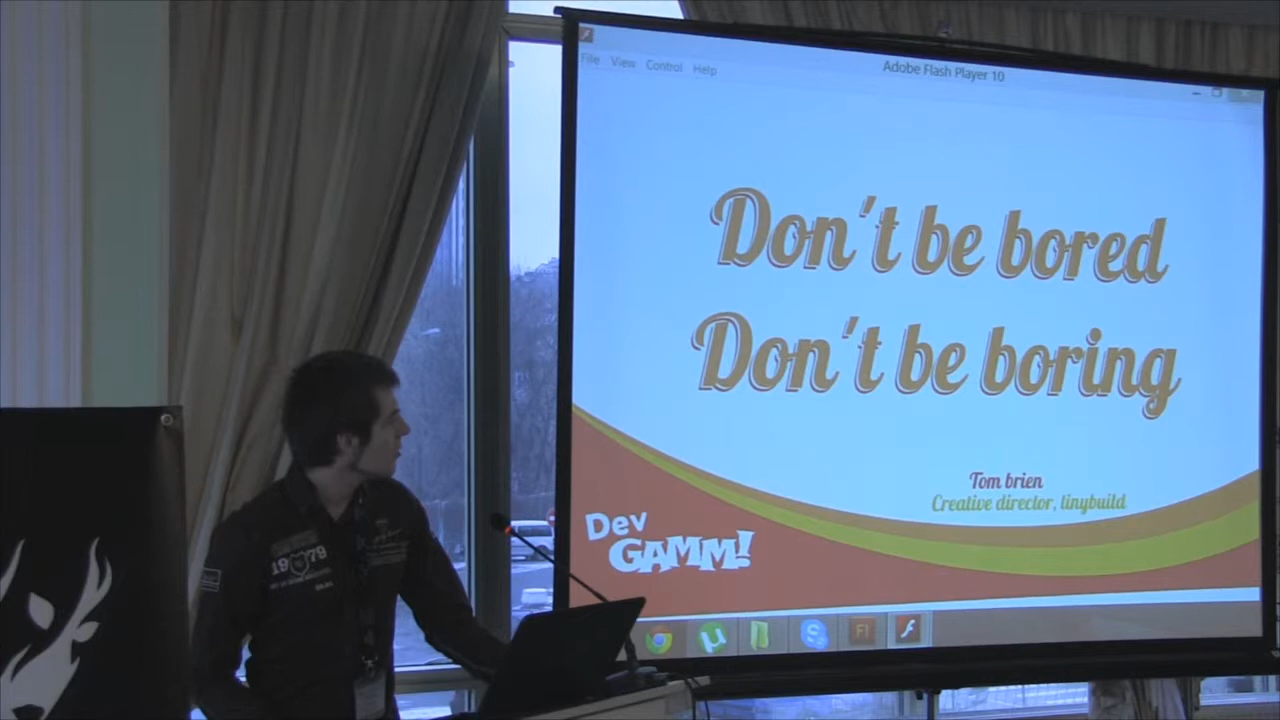 Adobe Flash Player 10
File View Control Help
Don't be bored
Don't be boring
Tom brien
Creative director, tinybuild
Dev
GAMM!
1979